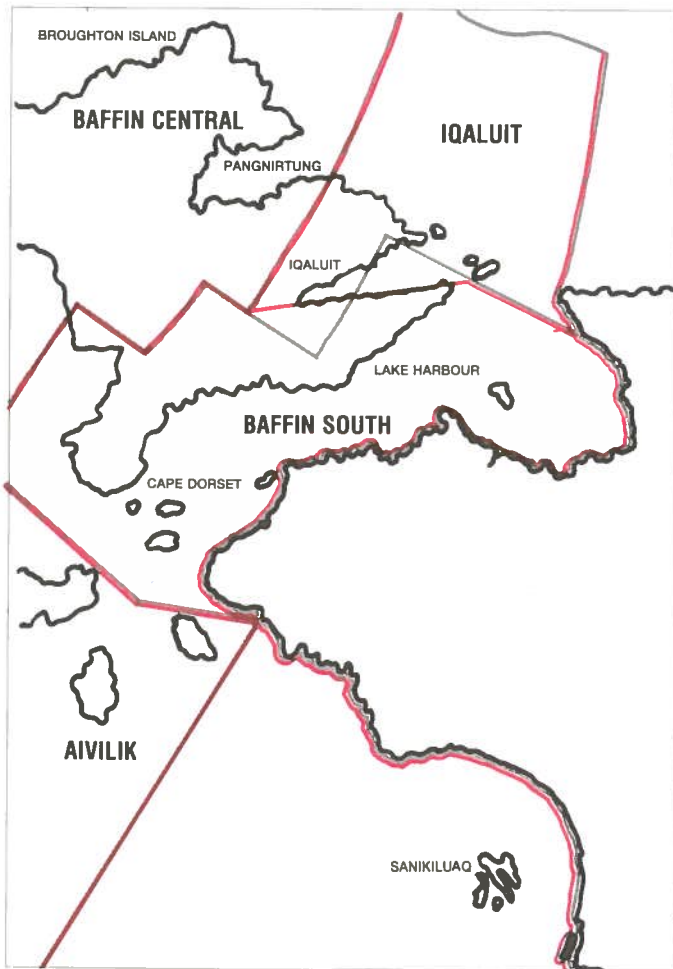 BROUGHTON ISLAND
BAFFIN CENTRAL
IQALUIT
PANGNIRTUNG
IQALUIT
LAKE HARBOUR
BAFFIN SOUTH
CAPE DORSET
AIVILIK
SANIKILUAQ